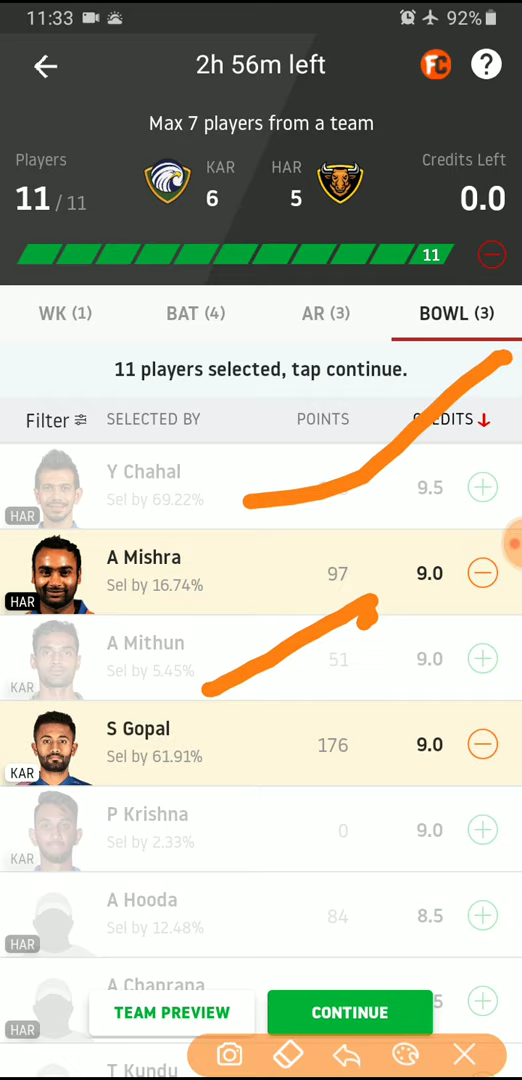 11:33 92%
2h 56m left FC ?
Max 7 players from a team
Players KAR HAR Credits Left
11 / 11 6 5 0.0
11
WK (1) BAT (4) AR (3) BOWL (3)
11 players selected, tap continue.
Filter SELECTED BY POINTS CREDITS
Y Chahal
Sel by 69.22% 9.5
HAR
A Mishra
Sel by 16.74% 97 9.0
HAR
A Mithun
Sel by 5.45% 51 9.0
KAR
S Gopal
Sel by 61.91% 176 9.0
KAR
P Krishna
Sel by 2.33% 0 9.0
KAR
A Hooda
Sel by 12.48% 84 8.5
HAR
A Chaprana
HAR
TEAM PREVIEW CONTINUE
T Kundu